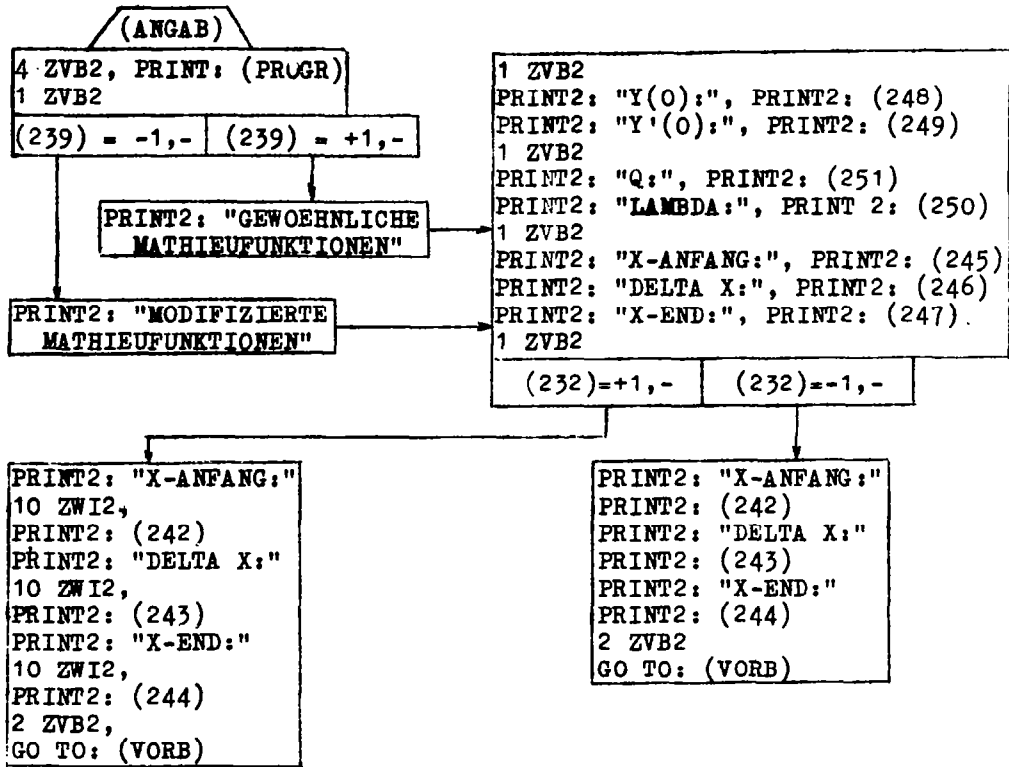 (ANGAB)
4 ZVB2, PRINT: (PROGR)
1 ZVB2
(239) = -1,- (239) = +1,-
PRINT2: "GEWOEHNLICHE
MATHIEUFUNKTIONEN"
PRINT2: "MODIFIZIERTE
MATHIEUFUNKTIONEN"
1 ZVB2
PRINT2: "Y(0):", PRINT2: (248)
PRINT2: "Y'(0):", PRINT2: (249)
1 ZVB2
PRINT2: "Q:", PRINT2: (251)
PRINT2: "LAMBDA:", PRINT 2: (250)
1 ZVB2
PRINT2: "X-ANFANG:", PRINT2: (245)
PRINT2: "DELTA X:", PRINT2: (246)
PRINT2: "X-END:", PRINT2: (247).
1 ZVB2
(232)=+1,- (232)=-1,-
PRINT2: "X-ANFANG:"
10 ZWI2,
PRINT2: (242)
PRINT2: "DELTA X:"
10 ZWI2,
PRINT2: (243)
PRINT2: "X-END:"
10 ZWI2,
PRINT2: (244)
2 ZVB2,
GO TO: (VORB)
PRINT2: "X-ANFANG:"
PRINT2: (242)
PRINT2: "DELTA X:"
PRINT2: (243)
PRINT2: "X-END:"
PRINT2: (244)
2 ZVB2
GO TO: (VORB)